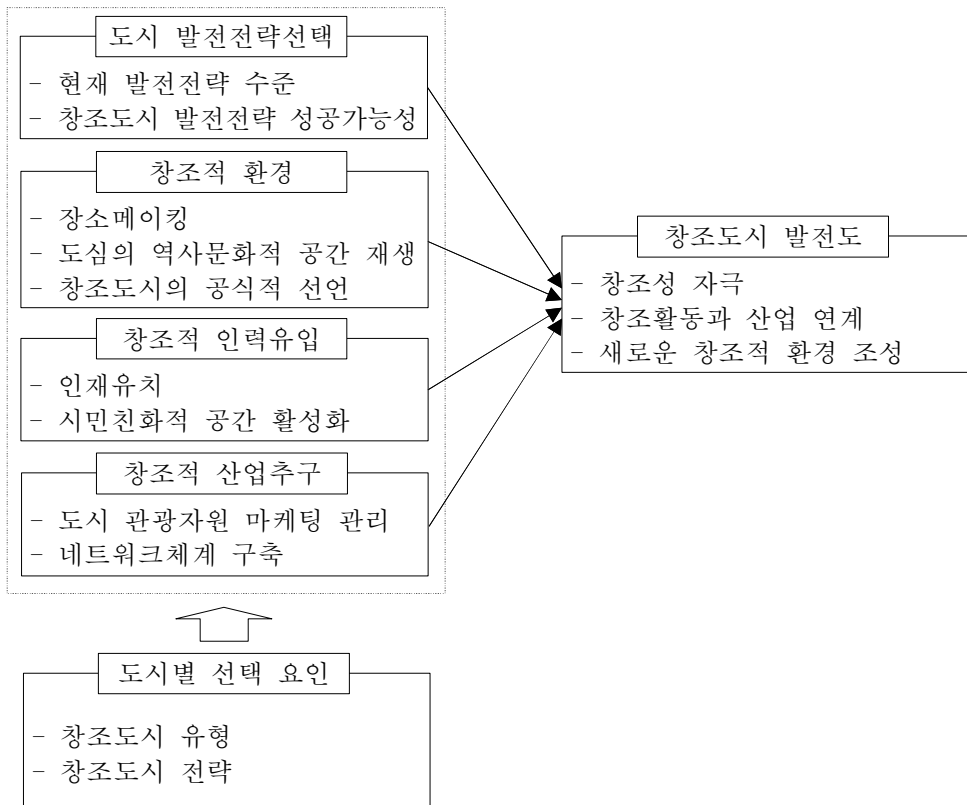 도시 발전전략선택
- 현재 발전전략 수준
- 창조도시 발전전략 성공가능성
창조적 환경
- 장소메이킹
- 도심의 역사문화적 공간 재생
- 창조도시의 공식적 선언
창조적 인력유입
- 인재유치
- 시민친화적 공간 활성화
창조적 산업추구
- 도시 관광자원 마케팅 관리
- 네트워크체계 구축
창조도시 발전도
- 창조성 자극
- 창조활동과 산업 연계
- 새로운 창조적 환경 조성
도시별 선택 요인
- 창조도시 유형
- 창조도시 전략